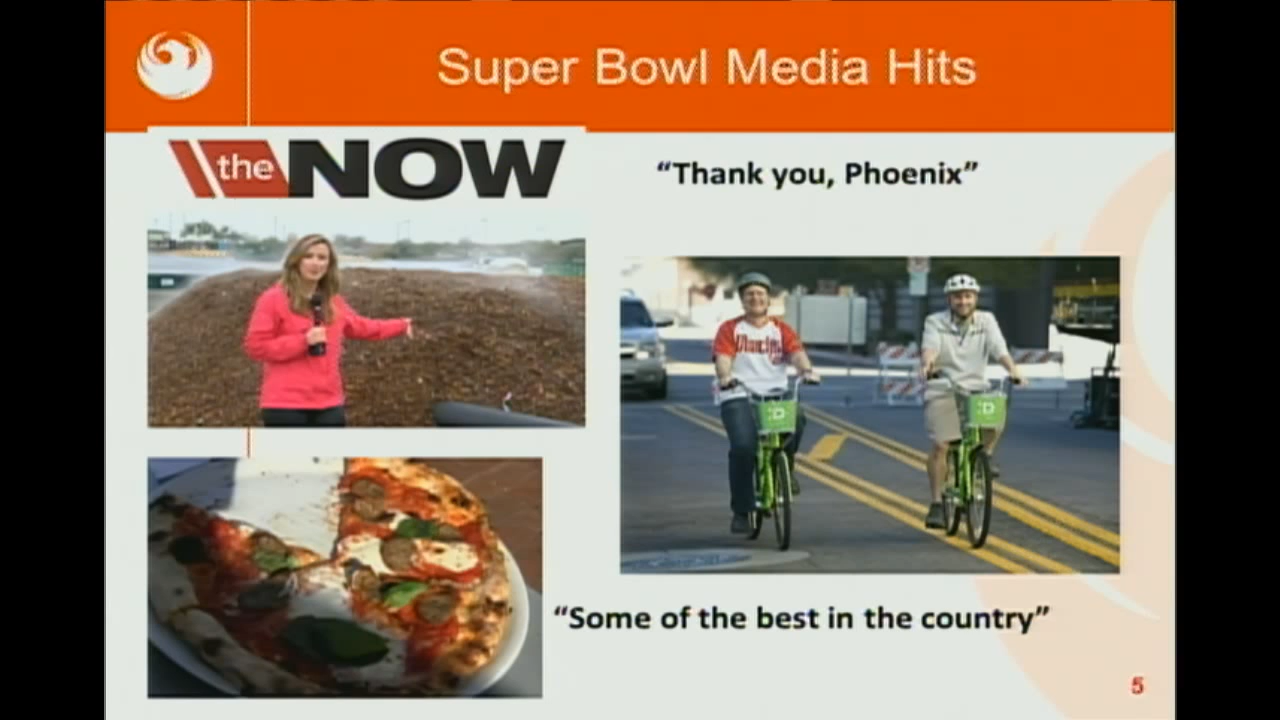 Super Bowl Media Hits
the NOW
“Thank you, Phoenix”
:D
:D
“Some of the best in the country”
5